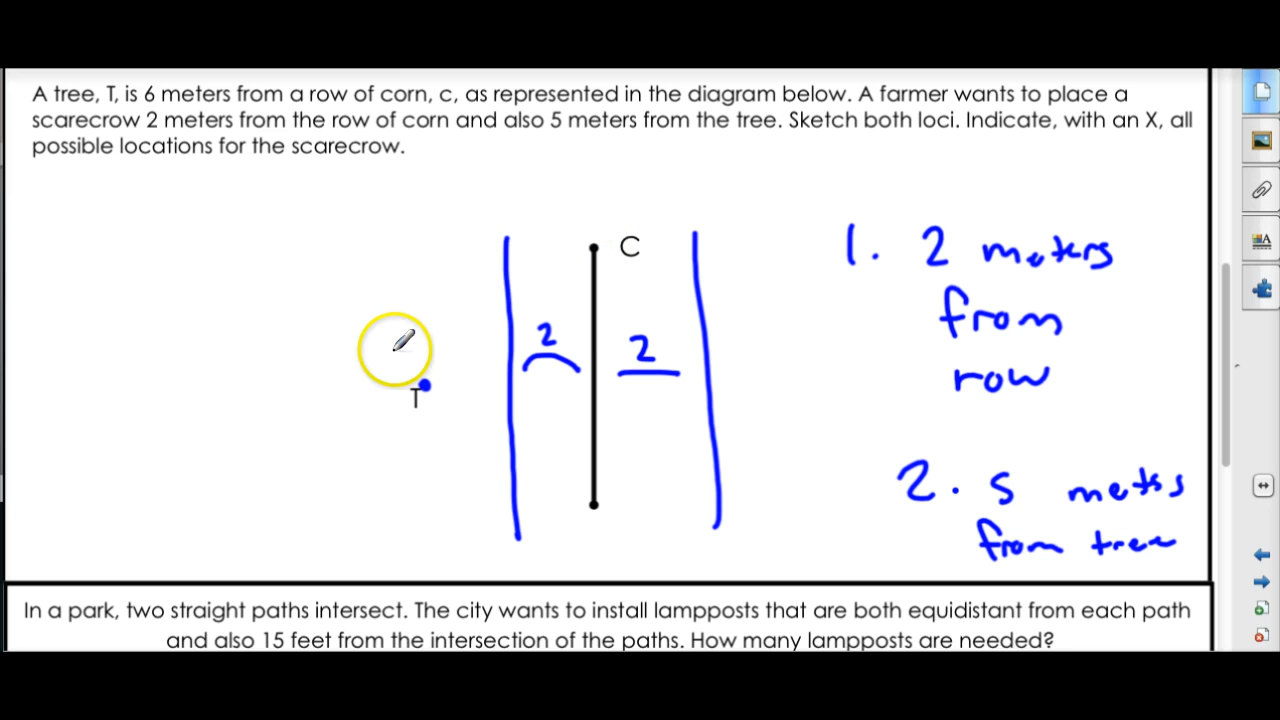 A tree, T, is 6 meters from a row of corn, c, as represented in the diagram below. A farmer wants to place a
scarecrow 2 meters from the row of corn and also 5 meters from the tree. Sketch both loci. Indicate, with an X, all
possible locations for the scarecrow.
C
2
2
T
1. 2 meters
from
row
2. 5 meters
from tree
In a park, two straight paths intersect. The city wants to install lampposts that are both equidistant from each path
and also 15 feet from the intersection of the paths. How many lampposts are needed?